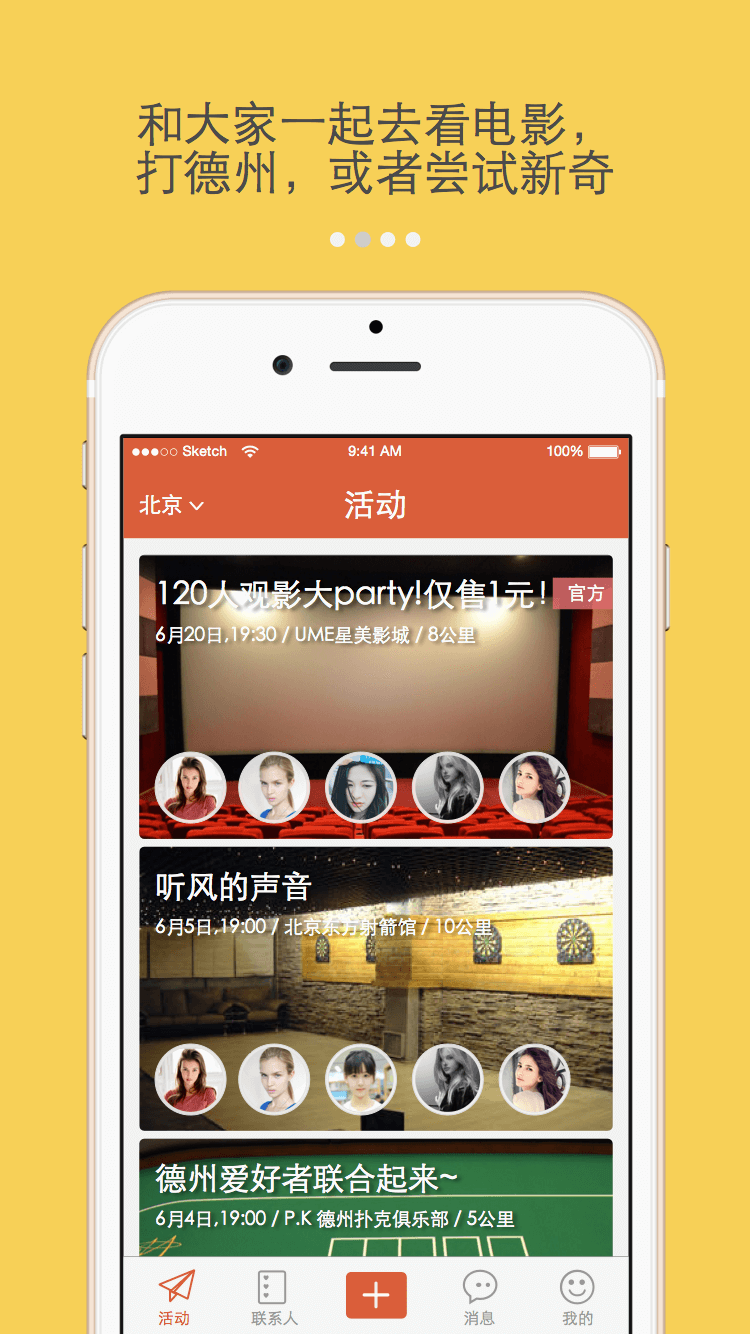 和大家一起去看电影，
打德州，或者尝试新奇
Sketch 9:41 AM 100%
北京 活动
120人观影大party!仅售1元! 官方
6月20日,19:30 / UME星美影城 / 8公里
听风的声音
6月5日,19:00 / 北京东方射箭馆 / 10公里
德州爱好者联合起来~
6月4日,19:00 / P.K 德州扑克俱乐部 / 5公里
活动 联系人 消息 我的